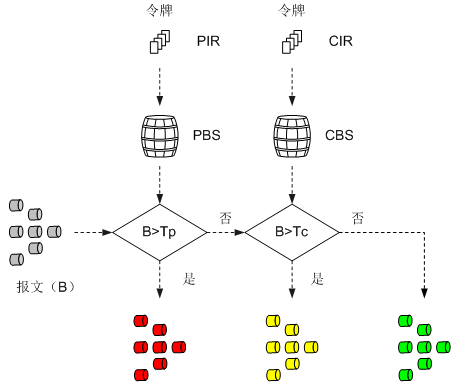 令牌 令牌
PIR CIR
PBS CBS
B>Tp 否 B>Tc 否
报文（B） 是 是